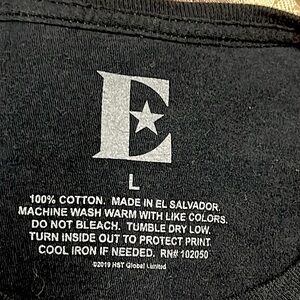 E
L
100% COTTON. MADE IN EL SALVADOR.
MACHINE WASH WARM WITH LIKE COLORS.
DO NOT BLEACH. TUMBLE DRY LOW.
TURN INSIDE OUT TO PROTECT PRINT.
COOL IRON IF NEEDED. RN# 102050
©2019 HST Global Limited